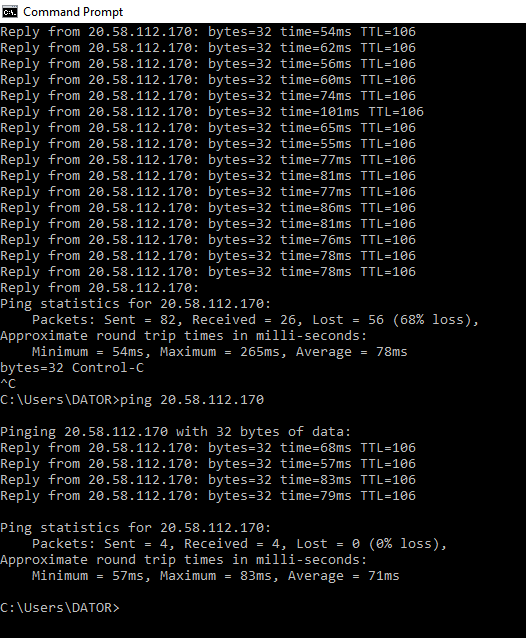 Command Prompt
Reply from 20.58.112.170: bytes=32 time=54ms TTL=106
Reply from 20.58.112.170: bytes=32 time=62ms TTL=106
Reply from 20.58.112.170: bytes=32 time=56ms TTL=106
Reply from 20.58.112.170: bytes=32 time=60ms TTL=106
Reply from 20.58.112.170: bytes=32 time=74ms TTL=106
Reply from 20.58.112.170: bytes=32 time=101ms TTL=106
Reply from 20.58.112.170: bytes=32 time=65ms TTL=106
Reply from 20.58.112.170: bytes=32 time=55ms TTL=106
Reply from 20.58.112.170: bytes=32 time=77ms TTL=106
Reply from 20.58.112.170: bytes=32 time=81ms TTL=106
Reply from 20.58.112.170: bytes=32 time=77ms TTL=106
Reply from 20.58.112.170: bytes=32 time=86ms TTL=106
Reply from 20.58.112.170: bytes=32 time=81ms TTL=106
Reply from 20.58.112.170: bytes=32 time=76ms TTL=106
Reply from 20.58.112.170: bytes=32 time=78ms TTL=106
Reply from 20.58.112.170: bytes=32 time=78ms TTL=106
Reply from 20.58.112.170:
Ping statistics for 20.58.112.170:
    Packets: Sent = 82, Received = 26, Lost = 56 (68% loss),
Approximate round trip times in milli-seconds:
    Minimum = 54ms, Maximum = 265ms, Average = 78ms
bytes=32 Control-C
^C
C:\Users\DATOR>ping 20.58.112.170

Pinging 20.58.112.170 with 32 bytes of data:
Reply from 20.58.112.170: bytes=32 time=68ms TTL=106
Reply from 20.58.112.170: bytes=32 time=57ms TTL=106
Reply from 20.58.112.170: bytes=32 time=83ms TTL=106
Reply from 20.58.112.170: bytes=32 time=79ms TTL=106

Ping statistics for 20.58.112.170:
    Packets: Sent = 4, Received = 4, Lost = 0 (0% loss),
Approximate round trip times in milli-seconds:
    Minimum = 57ms, Maximum = 83ms, Average = 71ms

C:\Users\DATOR>